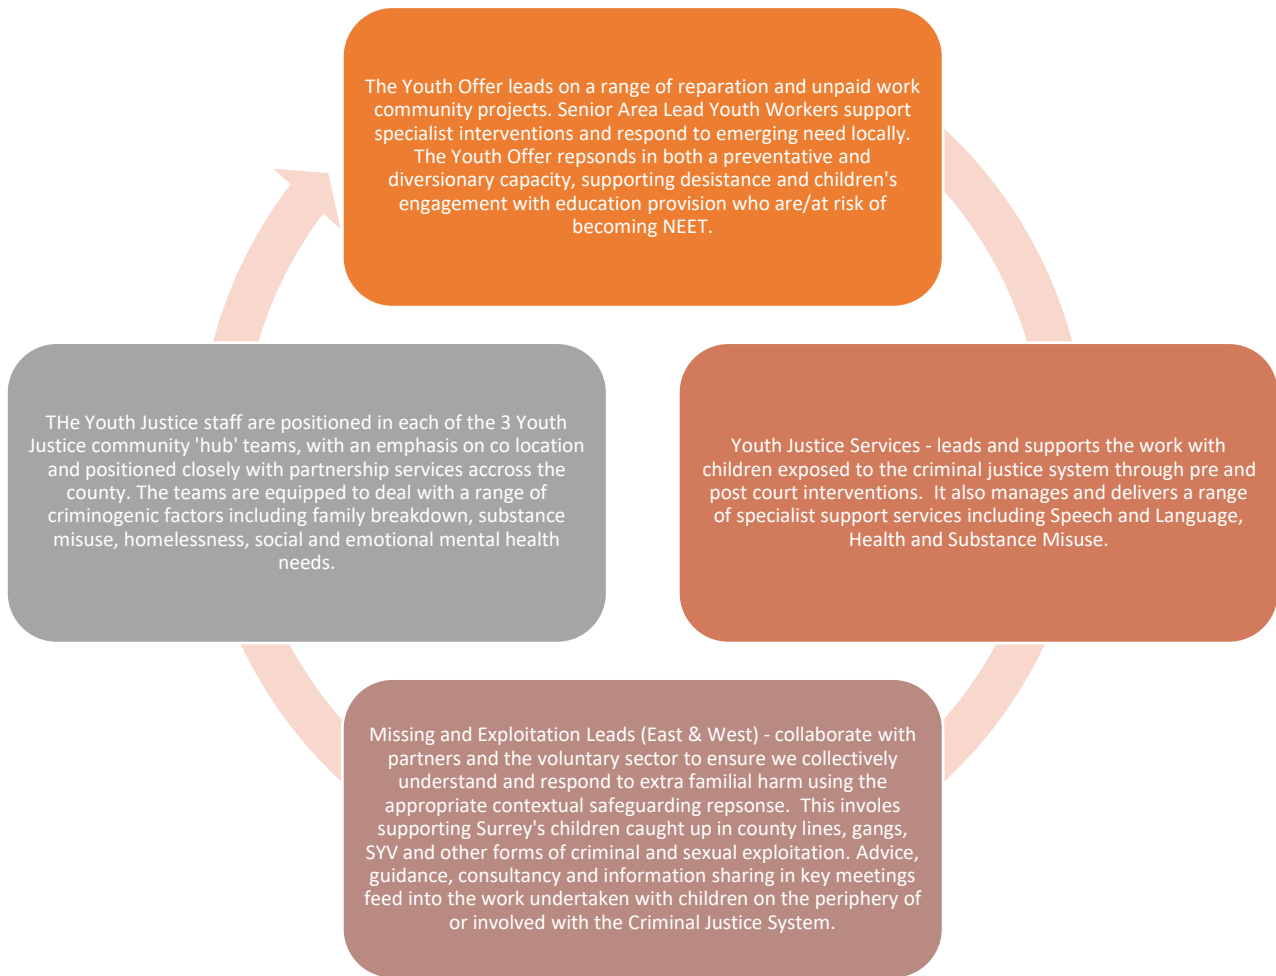 The Youth Offer leads on a range of reparation and unpaid work
community projects. Senior Area Lead Youth Workers support
specialist interventions and respond to emerging need locally.
The Youth Offer repsonds in both a preventative and
diversionary capacity, supporting desistance and children's
engagement with education provision who are/at risk of
becoming NEET.
THe Youth Justice staff are positioned in each of the 3 Youth
Justice community 'hub' teams, with an emphasis on co location
and positioned closely with partnership services accross the
county. The teams are equipped to deal with a range of
criminogenic factors including family breakdown, substance
misuse, homelessness, social and emotional mental health
needs.
Youth Justice Services - leads and supports the work with
children exposed to the criminal justice system through pre and
post court interventions.  It also manages and delivers a range
of specialist support services including Speech and Language,
Health and Substance Misuse.
Missing and Exploitation Leads (East & West) - collaborate with
partners and the voluntary sector to ensure we collectively
understand and respond to extra familial harm using the
appropriate contextual safeguarding repsonse.  This involes
supporting Surrey's children caught up in county lines, gangs,
SYV and other forms of criminal and sexual exploitation. Advice,
guidance, consultancy and information sharing in key meetings
feed into the work undertaken with children on the periphery of
or involved with the Criminal Justice System.